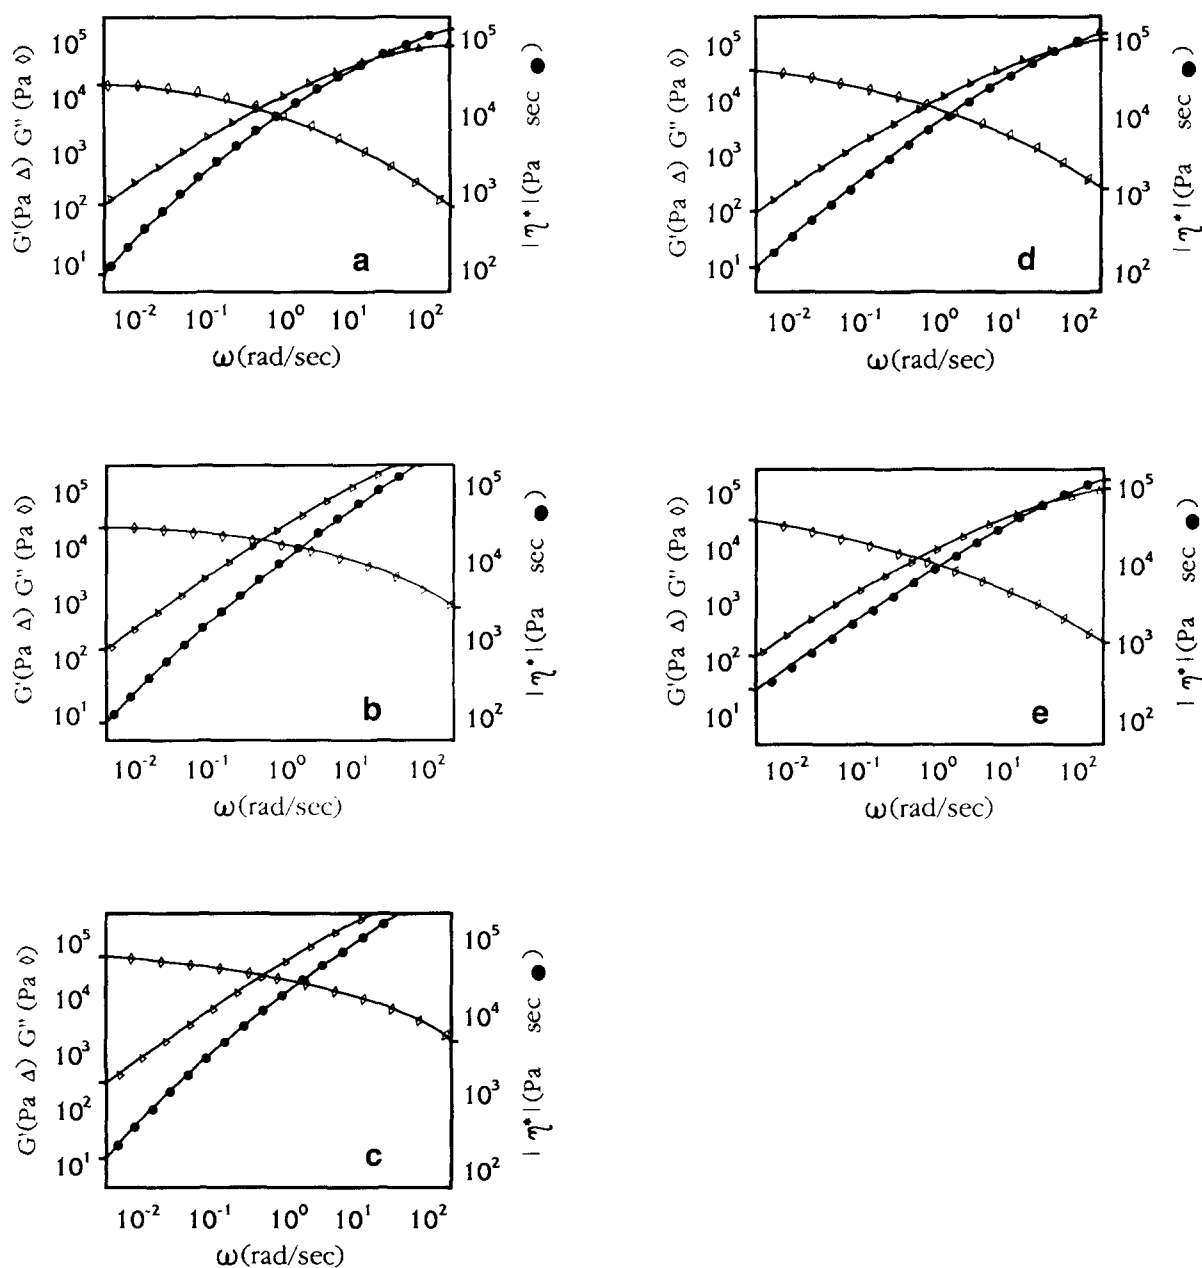 10⁵
10⁴
10³
10²
10¹
G'(Pa Δ) G" (Pa ◊)
10⁵
10⁴
10³
10²
| η* | (Pa sec ●)
a
10⁻² 10⁻¹ 10⁰ 10¹ 10²
ω(rad/sec)
10⁵
10⁴
10³
10²
10¹
G'(Pa Δ) G" (Pa ◊)
10⁵
10⁴
10³
10²
| η* | (Pa sec ●)
d
10⁻² 10⁻¹ 10⁰ 10¹ 10²
ω(rad/sec)
10⁵
10⁴
10³
10²
10¹
G'(Pa Δ) G" (Pa ◊)
10⁵
10⁴
10³
10²
| η* | (Pa sec ●)
b
10⁻² 10⁻¹ 10⁰ 10¹ 10²
ω(rad/sec)
10⁵
10⁴
10³
10²
10¹
G'(Pa Δ) G" (Pa ◊)
10⁵
10⁴
10³
10²
| η* | (Pa sec ●)
e
10⁻² 10⁻¹ 10⁰ 10¹ 10²
ω(rad/sec)
10⁵
10⁴
10³
10²
10¹
G'(Pa Δ) G" (Pa ◊)
10⁵
10⁴
10³
10²
| η* | (Pa sec ●)
c
10⁻² 10⁻¹ 10⁰ 10¹ 10²
ω(rad/sec)